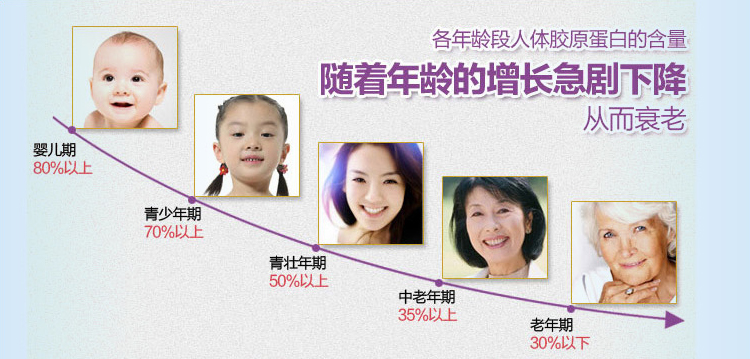 各年龄段人体胶原蛋白的含量
随着年龄的增长急剧下降
从而衰老
婴儿期
80%以上
青少年期
70%以上
青壮年期
50%以上
中老年期
35%以上
老年期
30%以下